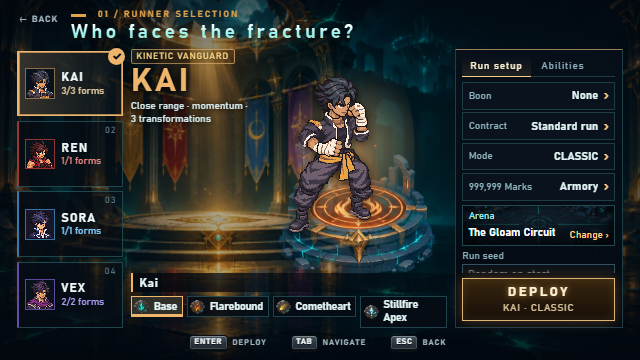 ← BACK
01 / RUNNER SELECTION
Who faces the fracture?
KAI
3/3 forms
02
REN
1/1 forms
03
SORA
1/1 forms
04
VEX
2/2 forms
KINETIC VANGUARD
KAI
Close range · momentum ·
3 transformations
Kai
Base
Flarebound
Cometheart
Stillfire
Apex
Run setup
Abilities
Boon None ›
Contract Standard run ›
Mode CLASSIC ›
999,999 Marks Armory ›
Arena
The Gloam Circuit Change ›
Run seed
Random on start
DEPLOY
KAI · CLASSIC
ENTER DEPLOY TAB NAVIGATE ESC BACK